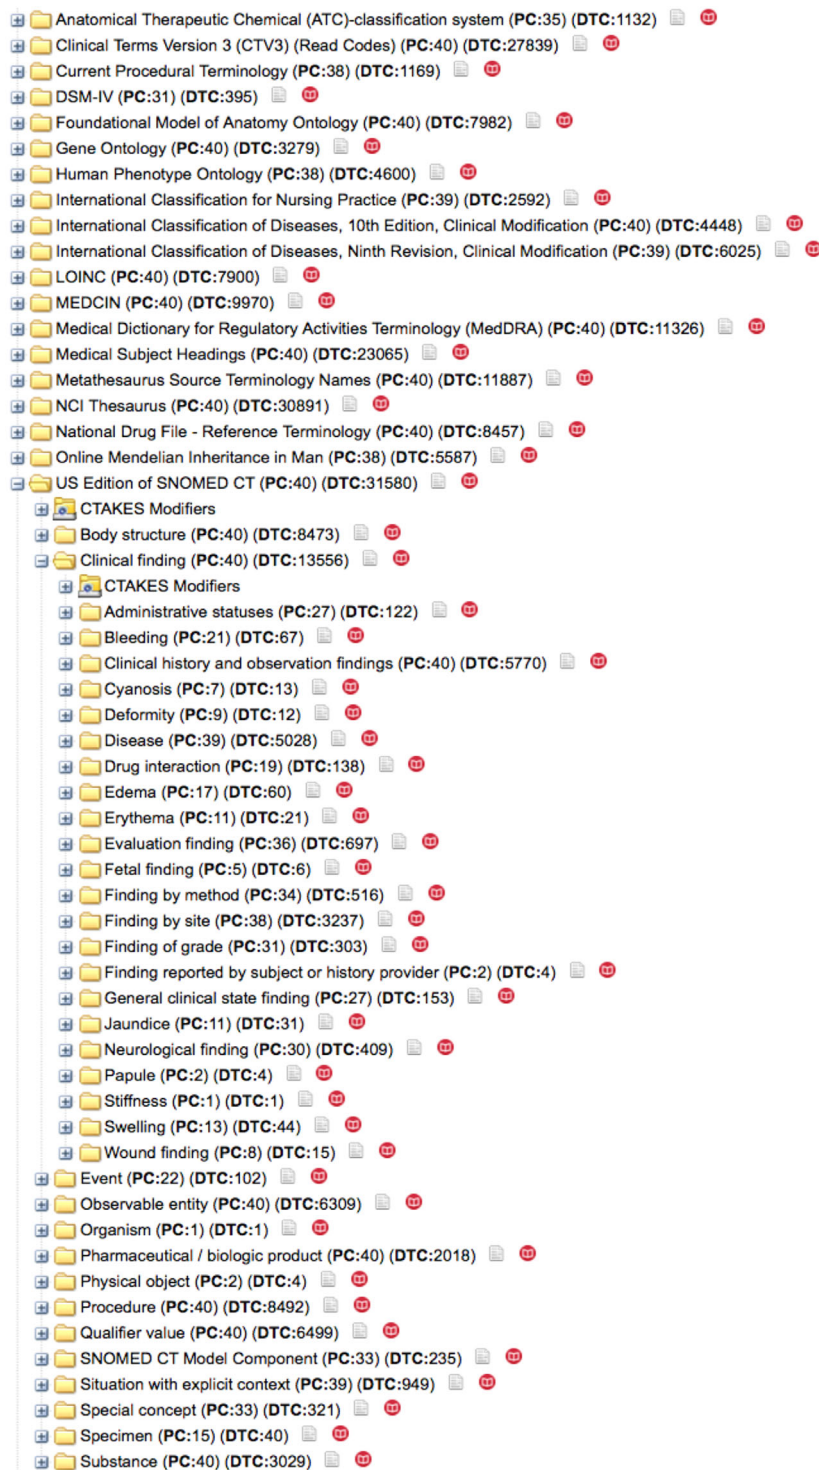 Anatomical Therapeutic Chemical (ATC)-classification system (PC:35) (DTC:1132)
Clinical Terms Version 3 (CTV3) (Read Codes) (PC:40) (DTC:27839)
Current Procedural Terminology (PC:38) (DTC:1169)
DSM-IV (PC:31) (DTC:395)
Foundational Model of Anatomy Ontology (PC:40) (DTC:7982)
Gene Ontology (PC:40) (DTC:3279)
Human Phenotype Ontology (PC:38) (DTC:4600)
International Classification for Nursing Practice (PC:39) (DTC:2592)
International Classification of Diseases, 10th Edition, Clinical Modification (PC:40) (DTC:4448)
International Classification of Diseases, Ninth Revision, Clinical Modification (PC:39) (DTC:6025)
LOINC (PC:40) (DTC:7900)
MEDCIN (PC:40) (DTC:9970)
Medical Dictionary for Regulatory Activities Terminology (MedDRA) (PC:40) (DTC:11326)
Medical Subject Headings (PC:40) (DTC:23065)
Metathesaurus Source Terminology Names (PC:40) (DTC:11887)
NCI Thesaurus (PC:40) (DTC:30891)
National Drug File - Reference Terminology (PC:40) (DTC:8457)
Online Mendelian Inheritance in Man (PC:38) (DTC:5587)
US Edition of SNOMED CT (PC:40) (DTC:31580)
CTAKES Modifiers
Body structure (PC:40) (DTC:8473)
Clinical finding (PC:40) (DTC:13556)
CTAKES Modifiers
Administrative statuses (PC:27) (DTC:122)
Bleeding (PC:21) (DTC:67)
Clinical history and observation findings (PC:40) (DTC:5770)
Cyanosis (PC:7) (DTC:13)
Deformity (PC:9) (DTC:12)
Disease (PC:39) (DTC:5028)
Drug interaction (PC:19) (DTC:138)
Edema (PC:17) (DTC:60)
Erythema (PC:11) (DTC:21)
Evaluation finding (PC:36) (DTC:697)
Fetal finding (PC:5) (DTC:6)
Finding by method (PC:34) (DTC:516)
Finding by site (PC:38) (DTC:3237)
Finding of grade (PC:31) (DTC:303)
Finding reported by subject or history provider (PC:2) (DTC:4)
General clinical state finding (PC:27) (DTC:153)
Jaundice (PC:11) (DTC:31)
Neurological finding (PC:30) (DTC:409)
Papule (PC:2) (DTC:4)
Stiffness (PC:1) (DTC:1)
Swelling (PC:13) (DTC:44)
Wound finding (PC:8) (DTC:15)
Event (PC:22) (DTC:102)
Observable entity (PC:40) (DTC:6309)
Organism (PC:1) (DTC:1)
Pharmaceutical / biologic product (PC:40) (DTC:2018)
Physical object (PC:2) (DTC:4)
Procedure (PC:40) (DTC:8492)
Qualifier value (PC:40) (DTC:6499)
SNOMED CT Model Component (PC:33) (DTC:235)
Situation with explicit context (PC:39) (DTC:949)
Special concept (PC:33) (DTC:321)
Specimen (PC:15) (DTC:40)
Substance (PC:40) (DTC:3029)